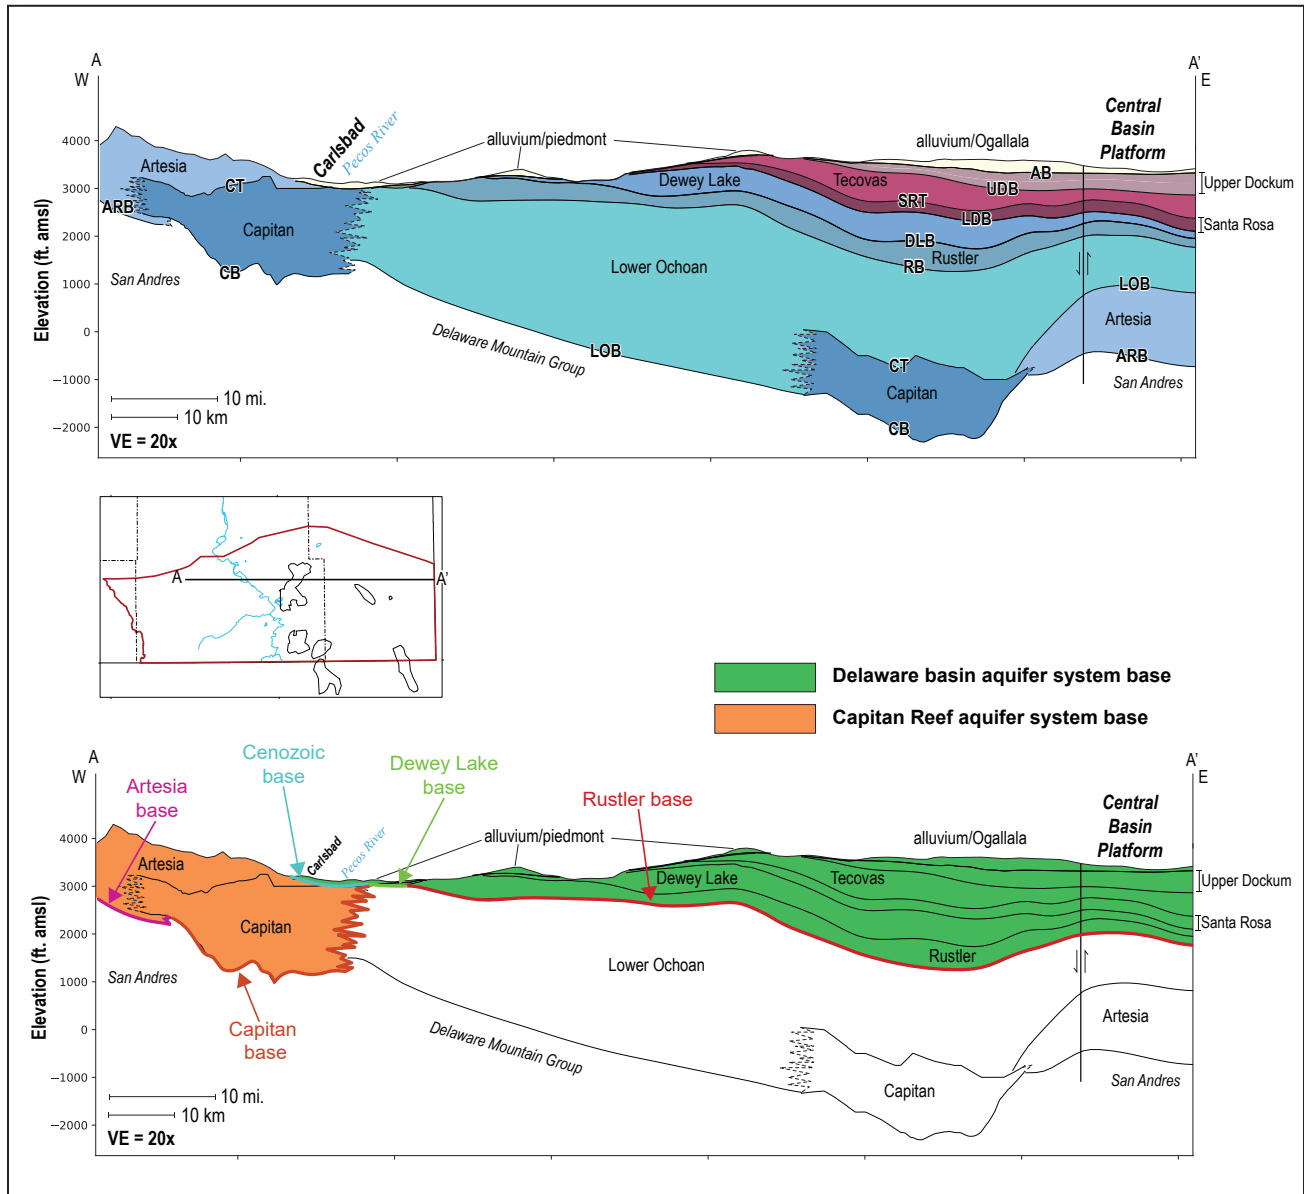 A
W
A'
E
Elevation (ft. amsl)
4000
3000
2000
1000
0
−1000
−2000
Artesia
CT
ARB
Capitan
CB
San Andres
Carlsbad
Pecos River
alluvium/piedmont
Dewey Lake
Tecovas
alluvium/Ogallala
AB
UDB
SRT
LDB
DLB
RB
Rustler
Lower Ochoan
Delaware Mountain Group
LOB
CT
Capitan
CB
Central
Basin
Platform
Upper Dockum
Santa Rosa
LOB
Artesia
ARB
San Andres
10 mi.
10 km
VE = 20x
A
A'
Delaware basin aquifer system base
Capitan Reef aquifer system base
A
W
A'
E
Elevation (ft. amsl)
4000
3000
2000
1000
0
−1000
−2000
Artesia
base
Cenozoic
base
Dewey Lake
base
Rustler base
Capitan
base
Artesia
Capitan
San Andres
Carlsbad
Pecos River
alluvium/piedmont
Dewey Lake
Tecovas
alluvium/Ogallala
Rustler
Lower Ochoan
Delaware Mountain Group
Capitan
Central
Basin
Platform
Upper Dockum
Santa Rosa
Artesia
San Andres
10 mi.
10 km
VE = 20x